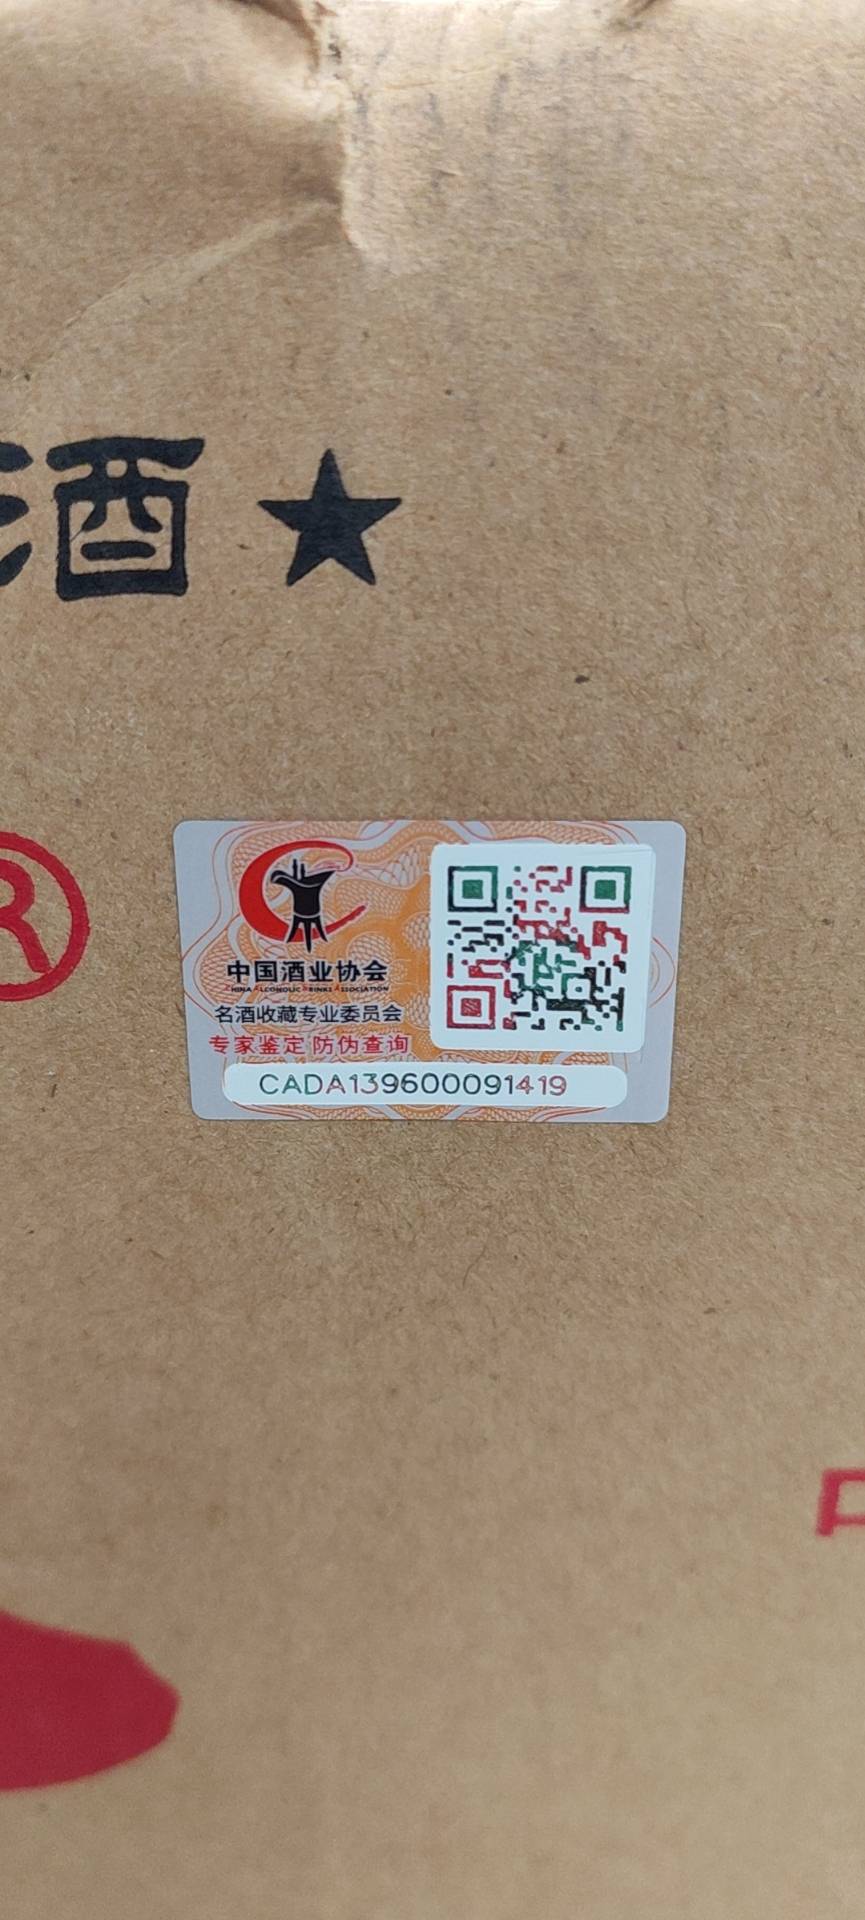 酒★
®
中国酒业协会
CHINA ALCOHOLIC DRINKS ASSOCIATION
名酒收藏专业委员会
专家鉴定防伪查询
CADA139600091419